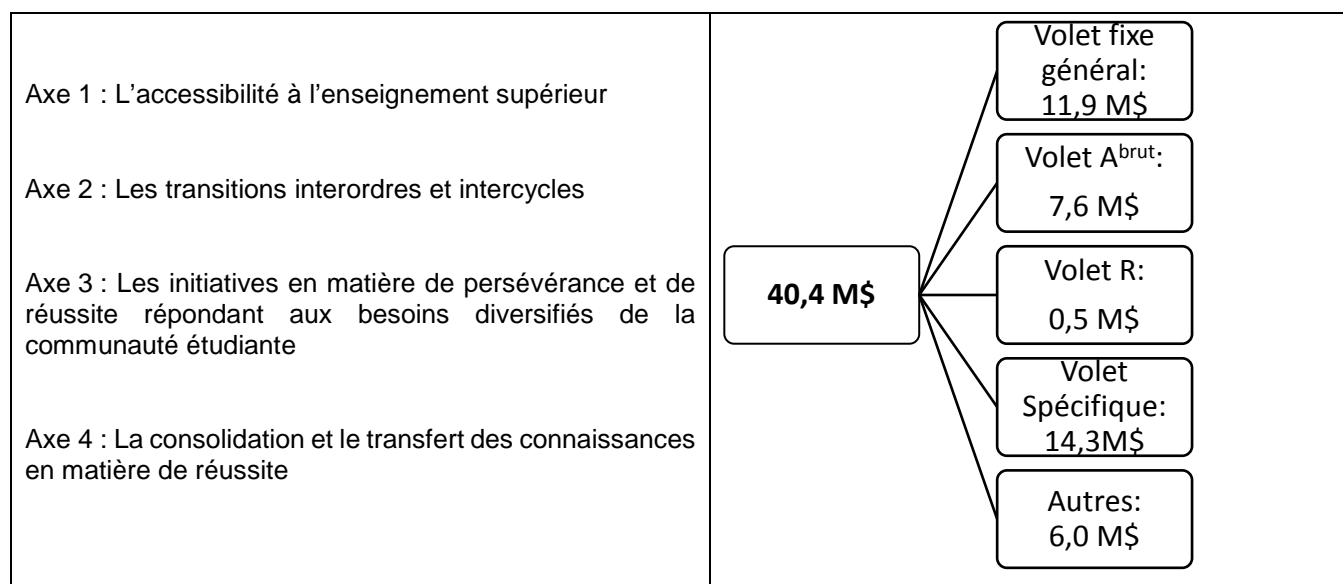 Axe 1 : L’accessibilité à l’enseignement supérieur
Axe 2 : Les transitions interordres et intercycles
Axe 3 : Les initiatives en matière de persévérance et de
réussite répondant aux besoins diversifiés de la
communauté étudiante
Axe 4 : La consolidation et le transfert des connaissances
en matière de réussite
40,4 M$
Volet fixe
général:
11,9 M$
Volet Abrut:
7,6 M$
Volet R:
0,5 M$
Volet
Spécifique:
14,3M$
Autres:
6,0 M$